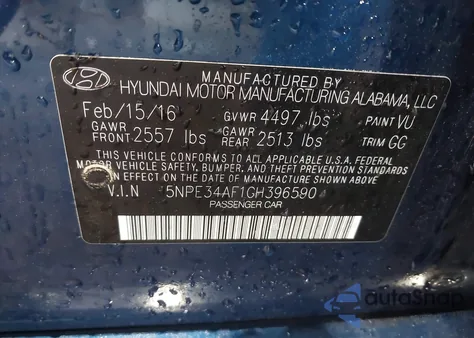 MANUFACTURED BY
HYUNDAI MOTOR MANUFACTURING ALABAMA, LLC
Feb/15/16 GVWR 4497 lbs PAINT VU
GAWR FRONT 2557 lbs GAWR REAR 2513 lbs TRIM GG
THIS VEHICLE CONFORMS TO ALL APPLICABLE U.S.A. FEDERAL
MOTOR VEHICLE SAFETY, BUMPER, AND THEFT PREVENTION
STANDARDS IN EFFECT ON THE DATE OF MANUFACTURE SHOWN ABOVE.
V.I.N 5NPE34AF1GH396590
PASSENGER CAR
autoShop